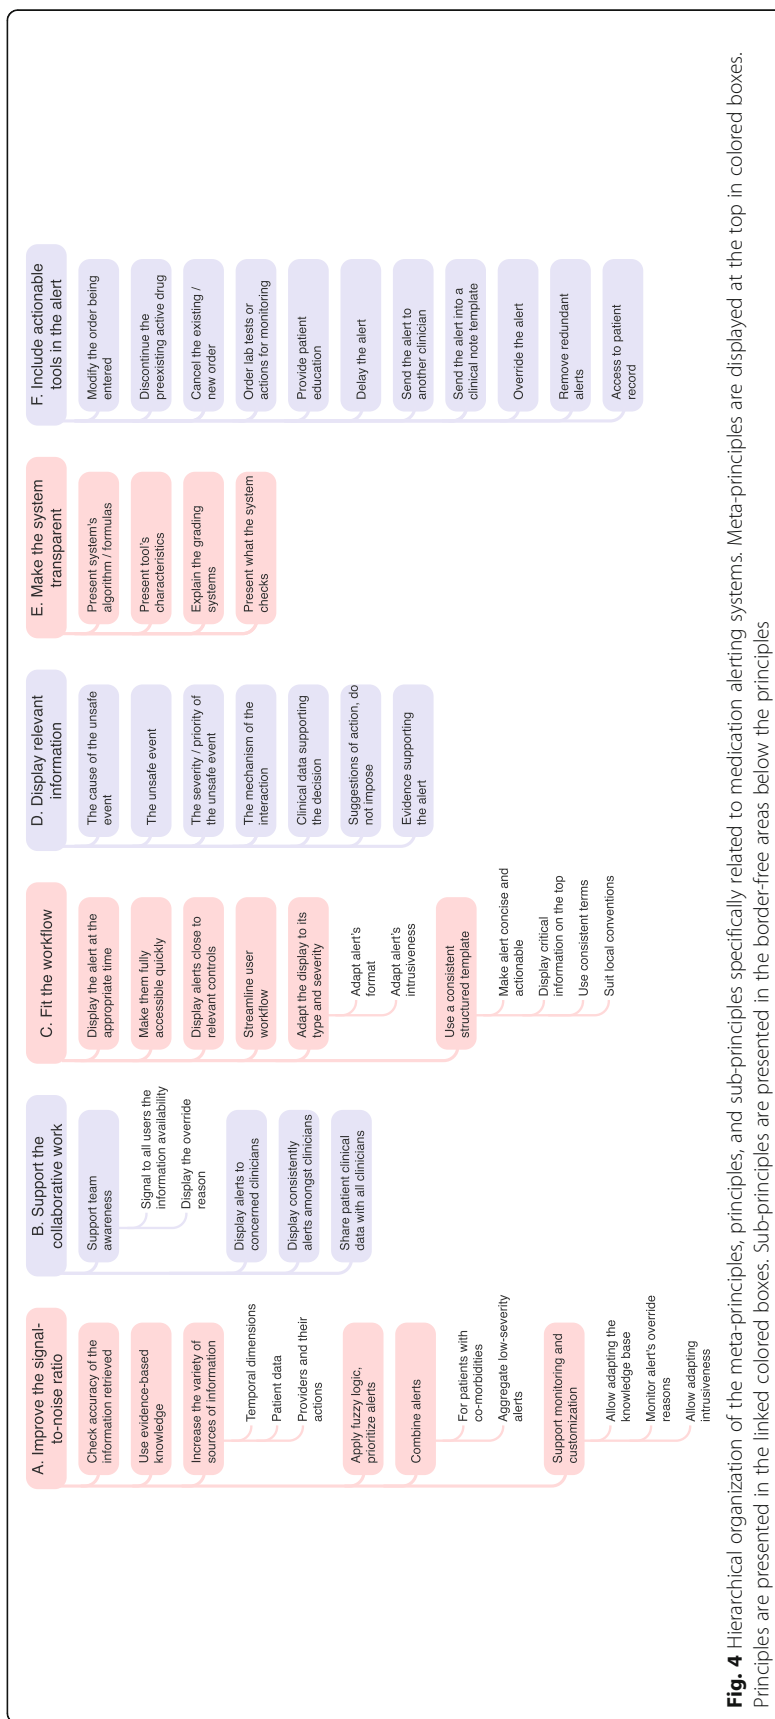 A. Improve the signal-
to-noise ratio
Check accuracy of the
information retrieved
Use evidence-based
knowledge
Increase the variety of
sources of information
Temporal dimensions
Patient data
Providers and their
actions
Apply fuzzy logic,
prioritize alerts
Combine alerts
For patients with
co-morbidities
Aggregate low-severity
alerts
Support monitoring and
customization
Allow adapting the
knowledge base
Monitor alert's override
reasons
Allow adapting
intrusiveness
B. Support the
collaborative work
Support team
awareness
Signal to all users the
information availability
Display the override
reason
Display alerts to
concerned clinicians
Display consistently
alerts amongst clinicians
Share patient clinical
data with all clinicians
C. Fit the workflow
Display the alert at the
appropriate time
Make them fully
accessible quickly
Display alerts close to
relevant controls
Streamline user
workflow
Adapt the display to its
type and severity
Adapt alert's
format
Adapt alert's
intrusiveness
Use a consistent
structured template
Make alert concise and
actionable
Display critical
information on the top
Use consistent terms
Suit local conventions
D. Display relevant
information
The cause of the unsafe
event
The unsafe event
The severity / priority of
the unsafe event
The mechanism of the
interaction
Clinical data supporting
the decision
Suggestions of action, do
not impose
Evidence supporting
the alert
E. Make the system
transparent
Present system's
algorithm / formulas
Present tool's
characteristics
Explain the grading
systems
Present what the system
checks
F. Include actionable
tools in the alert
Modify the order being
entered
Discontinue the
preexisting active drug
Cancel the existing /
new order
Order lab tests or
actions for monitoring
Provide patient
education
Delay the alert
Send the alert to
another clinician
Send the alert into a
clinical note template
Override the alert
Remove redundant
alerts
Access to patient
record
Fig. 4 Hierarchical organization of the meta-principles, principles, and sub-principles specifically related to medication alerting systems. Meta-principles are displayed at the top in colored boxes.
Principles are presented in the linked colored boxes. Sub-principles are presented in the border-free areas below the principles